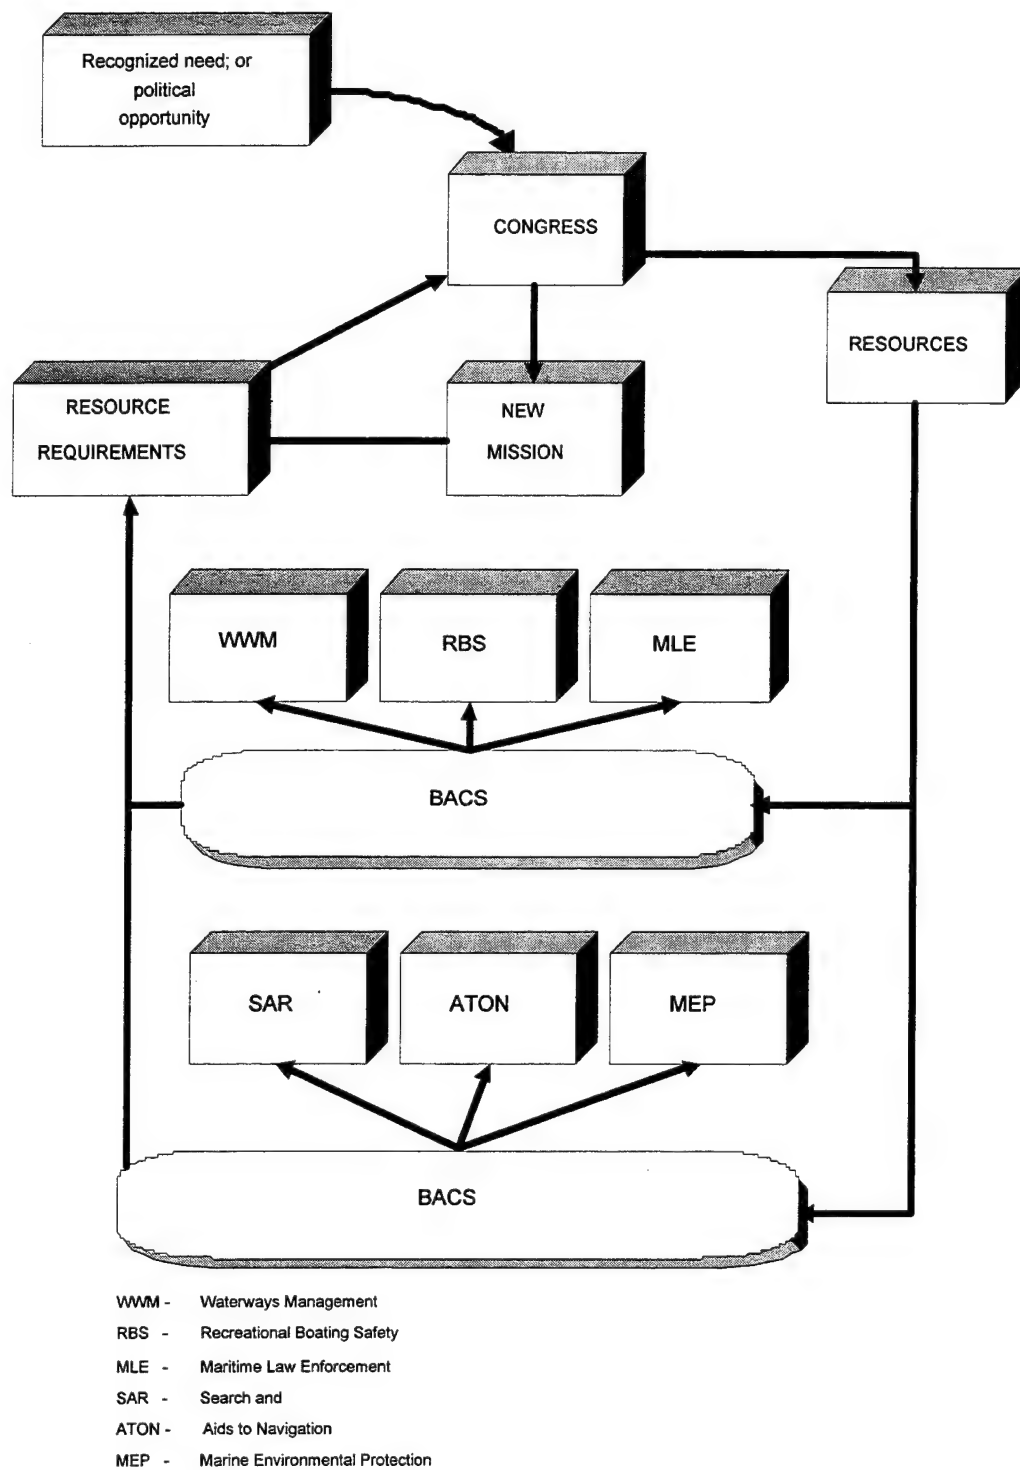 Recognized need; or
political
opportunity
CONGRESS
RESOURCES
RESOURCE
REQUIREMENTS
NEW
MISSION
WWM
RBS
MLE
BACS
SAR
ATON
MEP
BACS
WWM - Waterways Management
RBS - Recreational Boating Safety
MLE - Maritime Law Enforcement
SAR - Search and
ATON - Aids to Navigation
MEP - Marine Environmental Protection